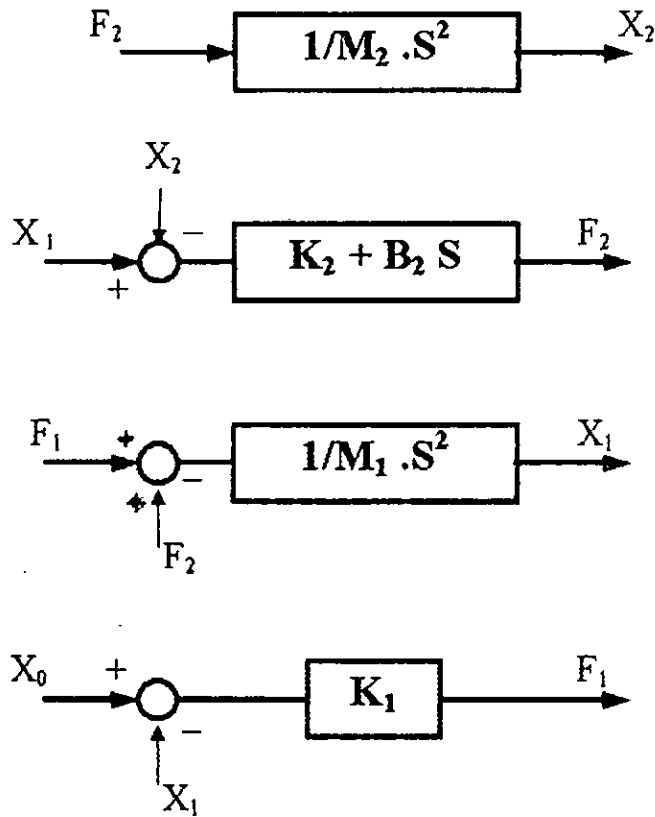 F₂ 1/M₂ .S² X₂
X₂
X₁ + − K₂ + B₂ S F₂
F₁ + + − 1/M₁ .S² X₁
F₂
X₀ + − K₁ F₁
X₁